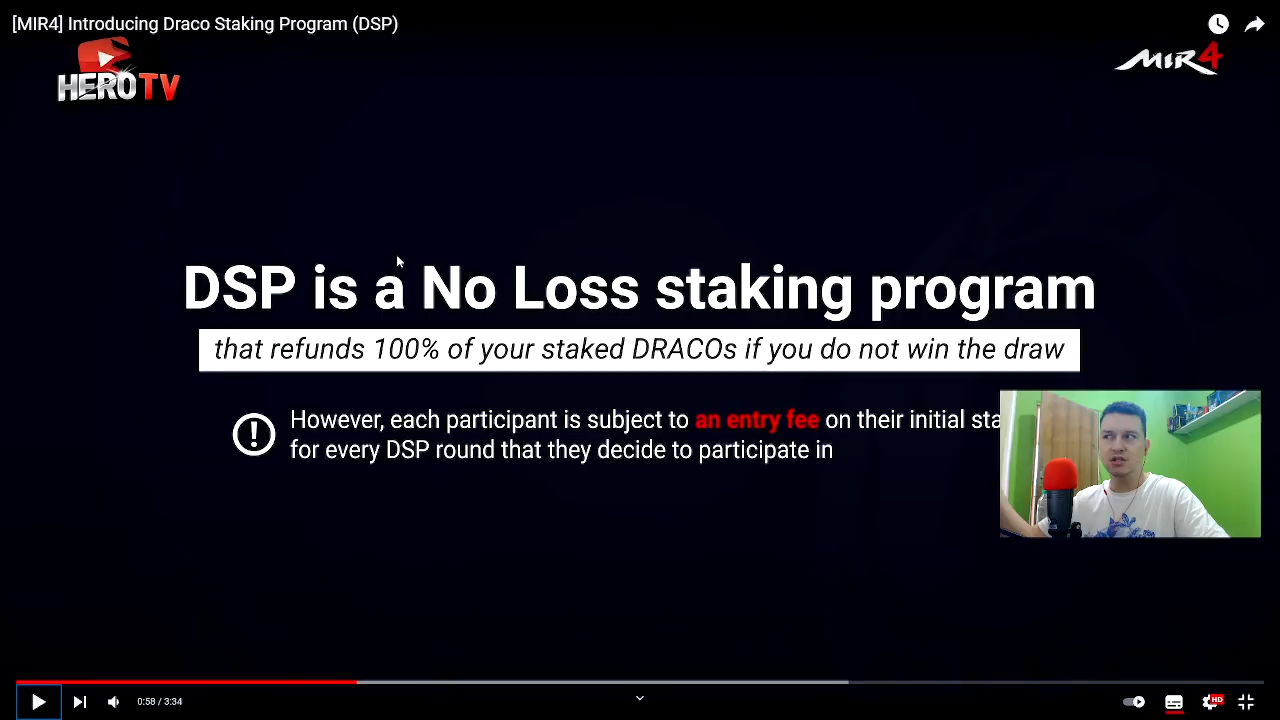 [MIR4] Introducing Draco Staking Program (DSP)
HERO TV
MIR4
DSP is a No Loss staking program
that refunds 100% of your staked DRACOs if you do not win the draw
However, each participant is subject to an entry fee on their initial
for every DSP round that they decide to participate in
0:58 / 3:34
HD